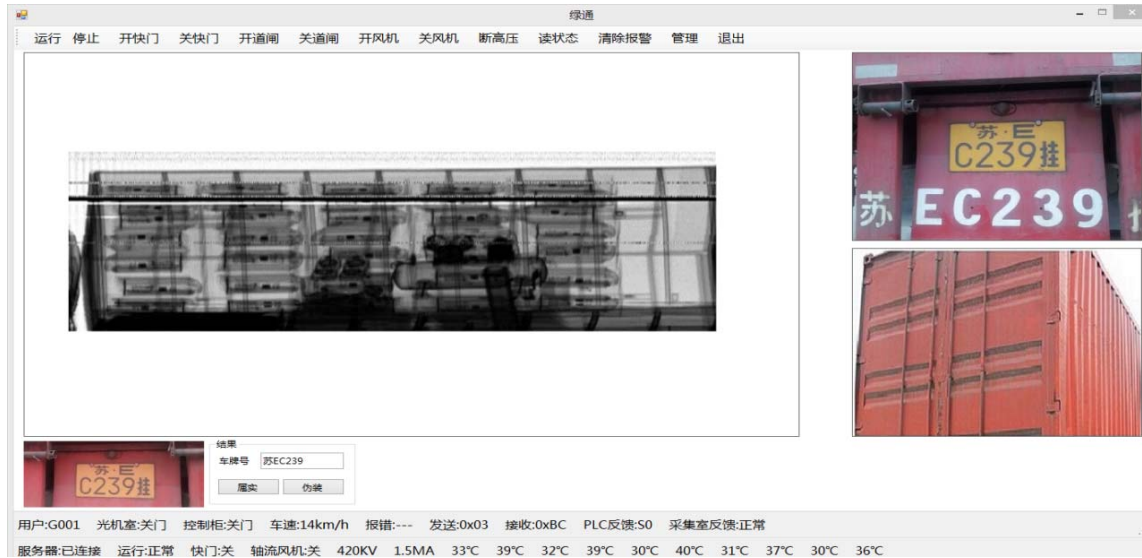 绿通
运行 停止 开快门 关快门 开道闸 关道闸 开风机 关风机 断高压 读状态 清除报警 管理 退出
苏·E
C239挂
苏EC239
苏·E
C239挂
结果
车牌号 苏EC239
属实 伪装
用户:G001 光机室:关门 控制柜:关门 车速:14km/h 报错:--- 发送:0x03 接收:0xBC PLC反馈:S0 采集室反馈:正常
服务器:已连接 运行:正常 快门:关 轴流风机:关 420KV 1.5MA 33℃ 39℃ 32℃ 39℃ 30℃ 40℃ 31℃ 37℃ 30℃ 36℃